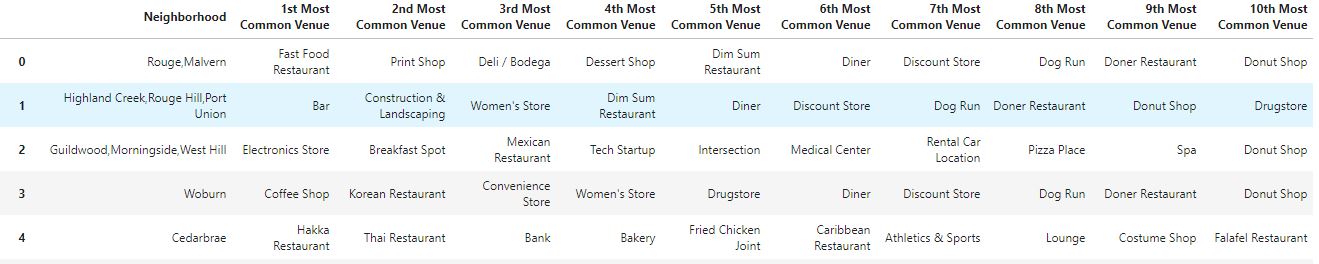 Neighborhood 1st Most Common Venue 2nd Most Common Venue 3rd Most Common Venue 4th Most Common Venue 5th Most Common Venue 6th Most Common Venue 7th Most Common Venue 8th Most Common Venue 9th Most Common Venue 10th Most Common Venue
0 Rouge,Malvern Fast Food Restaurant Print Shop Deli / Bodega Dessert Shop Dim Sum Restaurant Diner Discount Store Dog Run Doner Restaurant Donut Shop
1 Highland Creek,Rouge Hill,Port Union Bar Construction & Landscaping Women's Store Dim Sum Restaurant Diner Discount Store Dog Run Doner Restaurant Donut Shop Drugstore
2 Guildwood,Morningside,West Hill Electronics Store Breakfast Spot Mexican Restaurant Tech Startup Intersection Medical Center Rental Car Location Pizza Place Spa Donut Shop
3 Woburn Coffee Shop Korean Restaurant Convenience Store Women's Store Drugstore Diner Discount Store Dog Run Doner Restaurant Donut Shop
4 Cedarbrae Hakka Restaurant Thai Restaurant Bank Bakery Fried Chicken Joint Caribbean Restaurant Athletics & Sports Lounge Costume Shop Falafel Restaurant